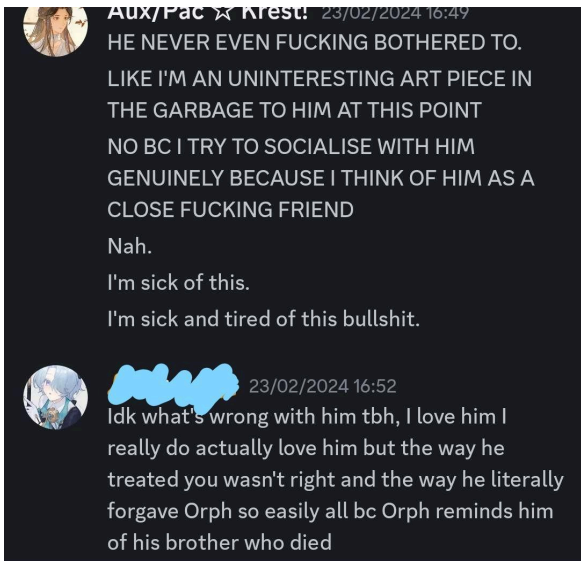 Aux/Pac ☆ Krest! 23/02/2024 16:49
HE NEVER EVEN FUCKING BOTHERED TO.
LIKE I'M AN UNINTERESTING ART PIECE IN
THE GARBAGE TO HIM AT THIS POINT
NO BC I TRY TO SOCIALISE WITH HIM
GENUINELY BECAUSE I THINK OF HIM AS A
CLOSE FUCKING FRIEND
Nah.
I'm sick of this.
I'm sick and tired of this bullshit.
23/02/2024 16:52
Idk what's wrong with him tbh, I love him I
really do actually love him but the way he
treated you wasn't right and the way he literally
forgave Orph so easily all bc Orph reminds him
of his brother who died